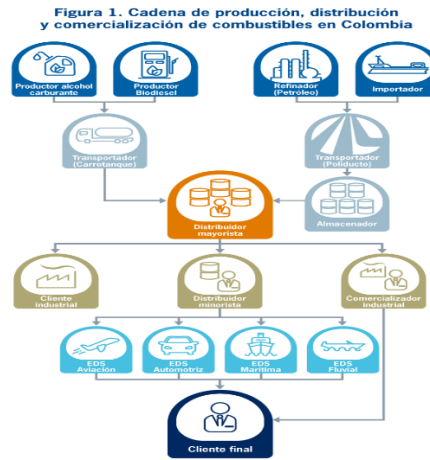 Figura 1. Cadena de producción, distribución
y comercialización de combustibles en Colombia
Productor alcohol
carburante
Productor
Biodiesel
Refinador
(Petróleo)
Importador
Transportador
(Carrotanque)
Transportador
(Poliducto)
Distribuidor
mayorista
Almacenador
Cliente
industrial
Distribuidor
minorista
Comercializador
industrial
EDS
Aviación
EDS
Automotriz
EDS
Marítima
EDS
Fluvial
Cliente final